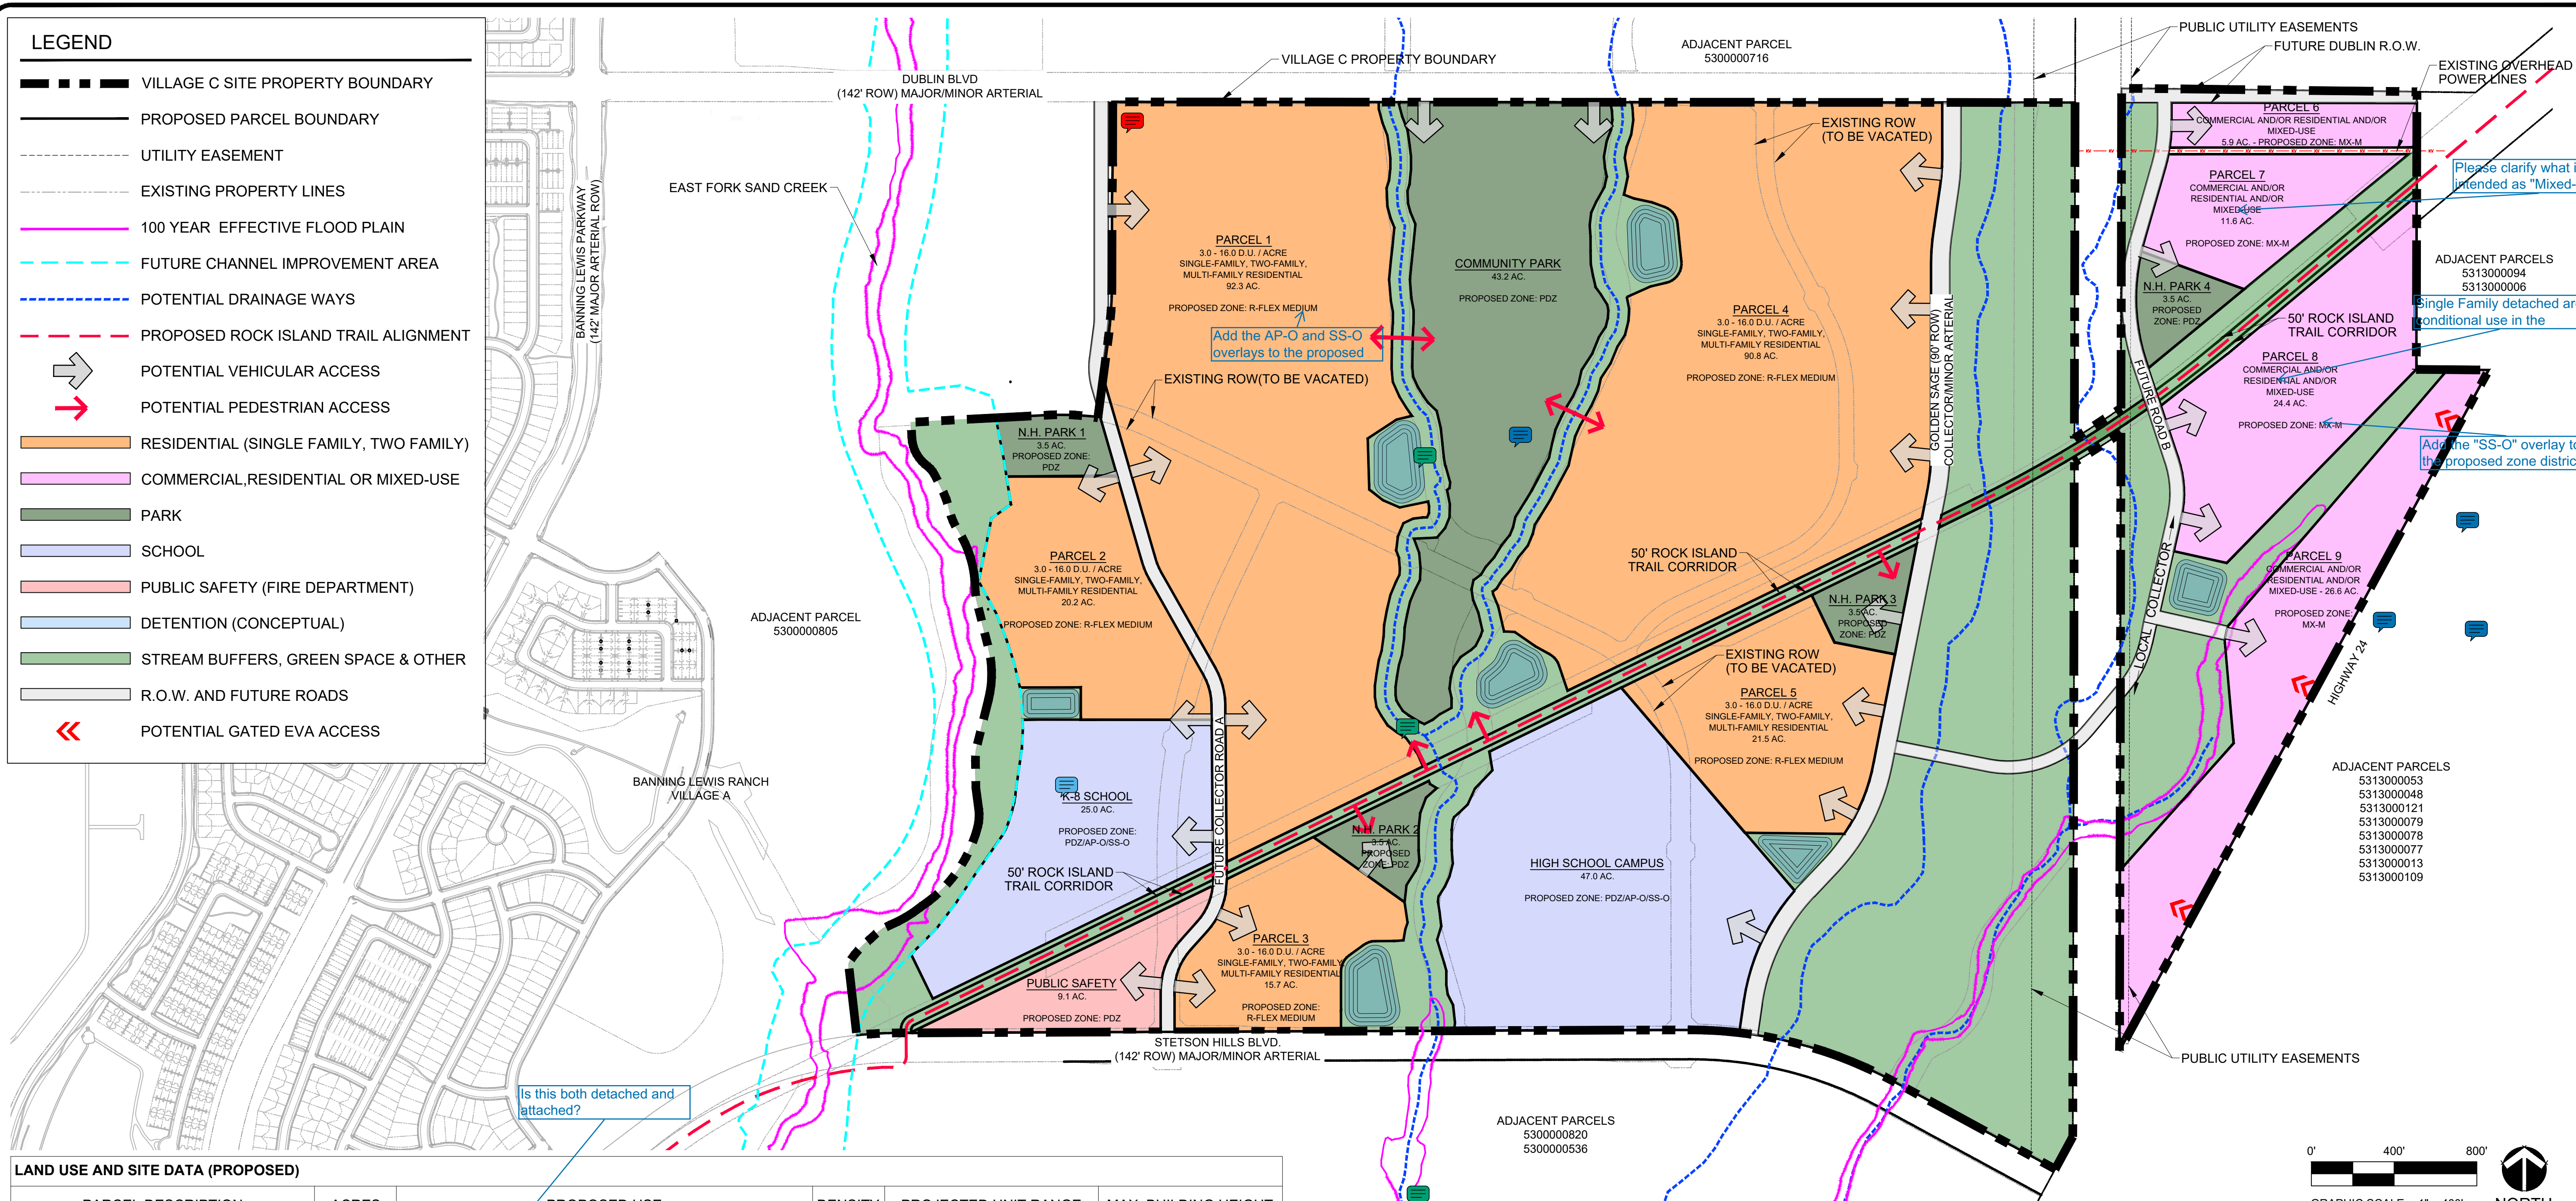 LEGEND
VILLAGE C SITE PROPERTY BOUNDARY
PROPOSED PARCEL BOUNDARY
UTILITY EASEMENT
EXISTING PROPERTY LINES
100 YEAR EFFECTIVE FLOOD PLAIN
FUTURE CHANNEL IMPROVEMENT AREA
POTENTIAL DRAINAGE WAYS
PROPOSED ROCK ISLAND TRAIL ALIGNMENT
POTENTIAL VEHICULAR ACCESS
POTENTIAL PEDESTRIAN ACCESS
RESIDENTIAL (SINGLE FAMILY, TWO FAMILY)
COMMERCIAL,RESIDENTIAL OR MIXED-USE
PARK
SCHOOL
PUBLIC SAFETY (FIRE DEPARTMENT)
DETENTION (CONCEPTUAL)
STREAM BUFFERS, GREEN SPACE & OTHER
R.O.W. AND FUTURE ROADS
POTENTIAL GATED EVA ACCESS
BANNING LEWIS PARKWAY
(142' MAJOR ARTERIAL ROW)
DUBLIN BLVD
(142' ROW) MAJOR/MINOR ARTERIAL
EAST FORK SAND CREEK
VILLAGE C PROPERTY BOUNDARY
ADJACENT PARCEL
5300000716
PUBLIC UTILITY EASEMENTS
FUTURE DUBLIN R.O.W.
EXISTING OVERHEAD
POWER LINES
PARCEL 1
3.0 - 16.0 D.U. / ACRE
SINGLE-FAMILY, TWO-FAMILY,
MULTI-FAMILY RESIDENTIAL
92.3 AC.
PROPOSED ZONE: R-FLEX MEDIUM
Add the AP-O and SS-O
overlays to the proposed
EXISTING ROW(TO BE VACATED)
COMMUNITY PARK
43.2 AC.
PROPOSED ZONE: PDZ
EXISTING ROW
(TO BE VACATED)
PARCEL 4
3.0 - 16.0 D.U. / ACRE
SINGLE-FAMILY, TWO-FAMILY,
MULTI-FAMILY RESIDENTIAL
90.8 AC.
PROPOSED ZONE: R-FLEX MEDIUM
GOLDEN SAGE (90' ROW)
COLLECTOR/MINOR ARTERIAL
PARCEL 6
COMMERCIAL AND/OR RESIDENTIAL AND/OR
MIXED-USE
5.9 AC. - PROPOSED ZONE: MX-M
PARCEL 7
COMMERCIAL AND/OR
RESIDENTIAL AND/OR
MIXED-USE
11.6 AC.
PROPOSED ZONE: MX-M
Please clarify what i
intended as "Mixed-
ADJACENT PARCELS
5313000094
5313000006
N.H. PARK 4
3.5 AC.
PROPOSED
ZONE: PDZ
50' ROCK ISLAND
TRAIL CORRIDOR
Single Family detached ar
conditional use in the
PARCEL 8
COMMERCIAL AND/OR
RESIDENTIAL AND/OR
MIXED-USE
24.4 AC.
PROPOSED ZONE: MX-M
Add the "SS-O" overlay to
the proposed zone distric
FUTURE ROAD B
LOCAL COLLECTOR
PARCEL 9
COMMERCIAL AND/OR
RESIDENTIAL AND/OR
MIXED-USE - 26.6 AC.
PROPOSED ZONE:
MX-M
HIGHWAY 24
N.H. PARK 1
3.5 AC.
PROPOSED ZONE:
PDZ
PARCEL 2
3.0 - 16.0 D.U. / ACRE
SINGLE-FAMILY, TWO-FAMILY,
MULTI-FAMILY RESIDENTIAL
20.2 AC.
PROPOSED ZONE: R-FLEX MEDIUM
ADJACENT PARCEL
5300000805
50' ROCK ISLAND
TRAIL CORRIDOR
N.H. PARK 3
3.5 AC.
PROPOSED
ZONE: PDZ
EXISTING ROW
(TO BE VACATED)
PARCEL 5
3.0 - 16.0 D.U. / ACRE
SINGLE-FAMILY, TWO-FAMILY,
MULTI-FAMILY RESIDENTIAL
21.5 AC.
PROPOSED ZONE: R-FLEX MEDIUM
BANNING LEWIS RANCH
VILLAGE A
K-8 SCHOOL
25.0 AC.
PROPOSED ZONE:
PDZ/AP-O/SS-O
50' ROCK ISLAND
TRAIL CORRIDOR
FUTURE COLLECTOR ROAD A
N.H. PARK 2
3.5 AC.
PROPOSED
ZONE: PDZ
HIGH SCHOOL CAMPUS
47.0 AC.
PROPOSED ZONE: PDZ/AP-O/SS-O
ADJACENT PARCELS
5313000053
5313000048
5313000121
5313000079
5313000078
5313000077
5313000013
5313000109
PARCEL 3
3.0 - 16.0 D.U. / ACRE
SINGLE-FAMILY, TWO-FAMILY
MULTI-FAMILY RESIDENTIAL
15.7 AC.
PROPOSED ZONE:
R-FLEX MEDIUM
PUBLIC SAFETY
9.1 AC.
PROPOSED ZONE: PDZ
STETSON HILLS BLVD.
(142' ROW) MAJOR/MINOR ARTERIAL
PUBLIC UTILITY EASEMENTS
Is this both detached and
attached?
ADJACENT PARCELS
5300000820
5300000536
0' 400' 800'
NORTH
LAND USE AND SITE DATA (PROPOSED)
PARCEL DESCRIPTION ACRES PROPOSED USE DENSITY PROJECTED UNIT RANGE MAX. BUILDING HEIGHT